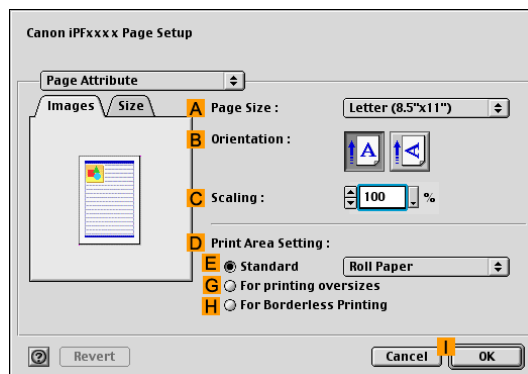 Canon iPFxxxx Page Setup
Page Attribute
Images Size
A Page Size : Letter (8.5"x11")
B Orientation :
A A
C Scaling : 100 %
D Print Area Setting :
E Standard Roll Paper
G For printing oversizes
H For Borderless Printing
I
? Revert Cancel OK